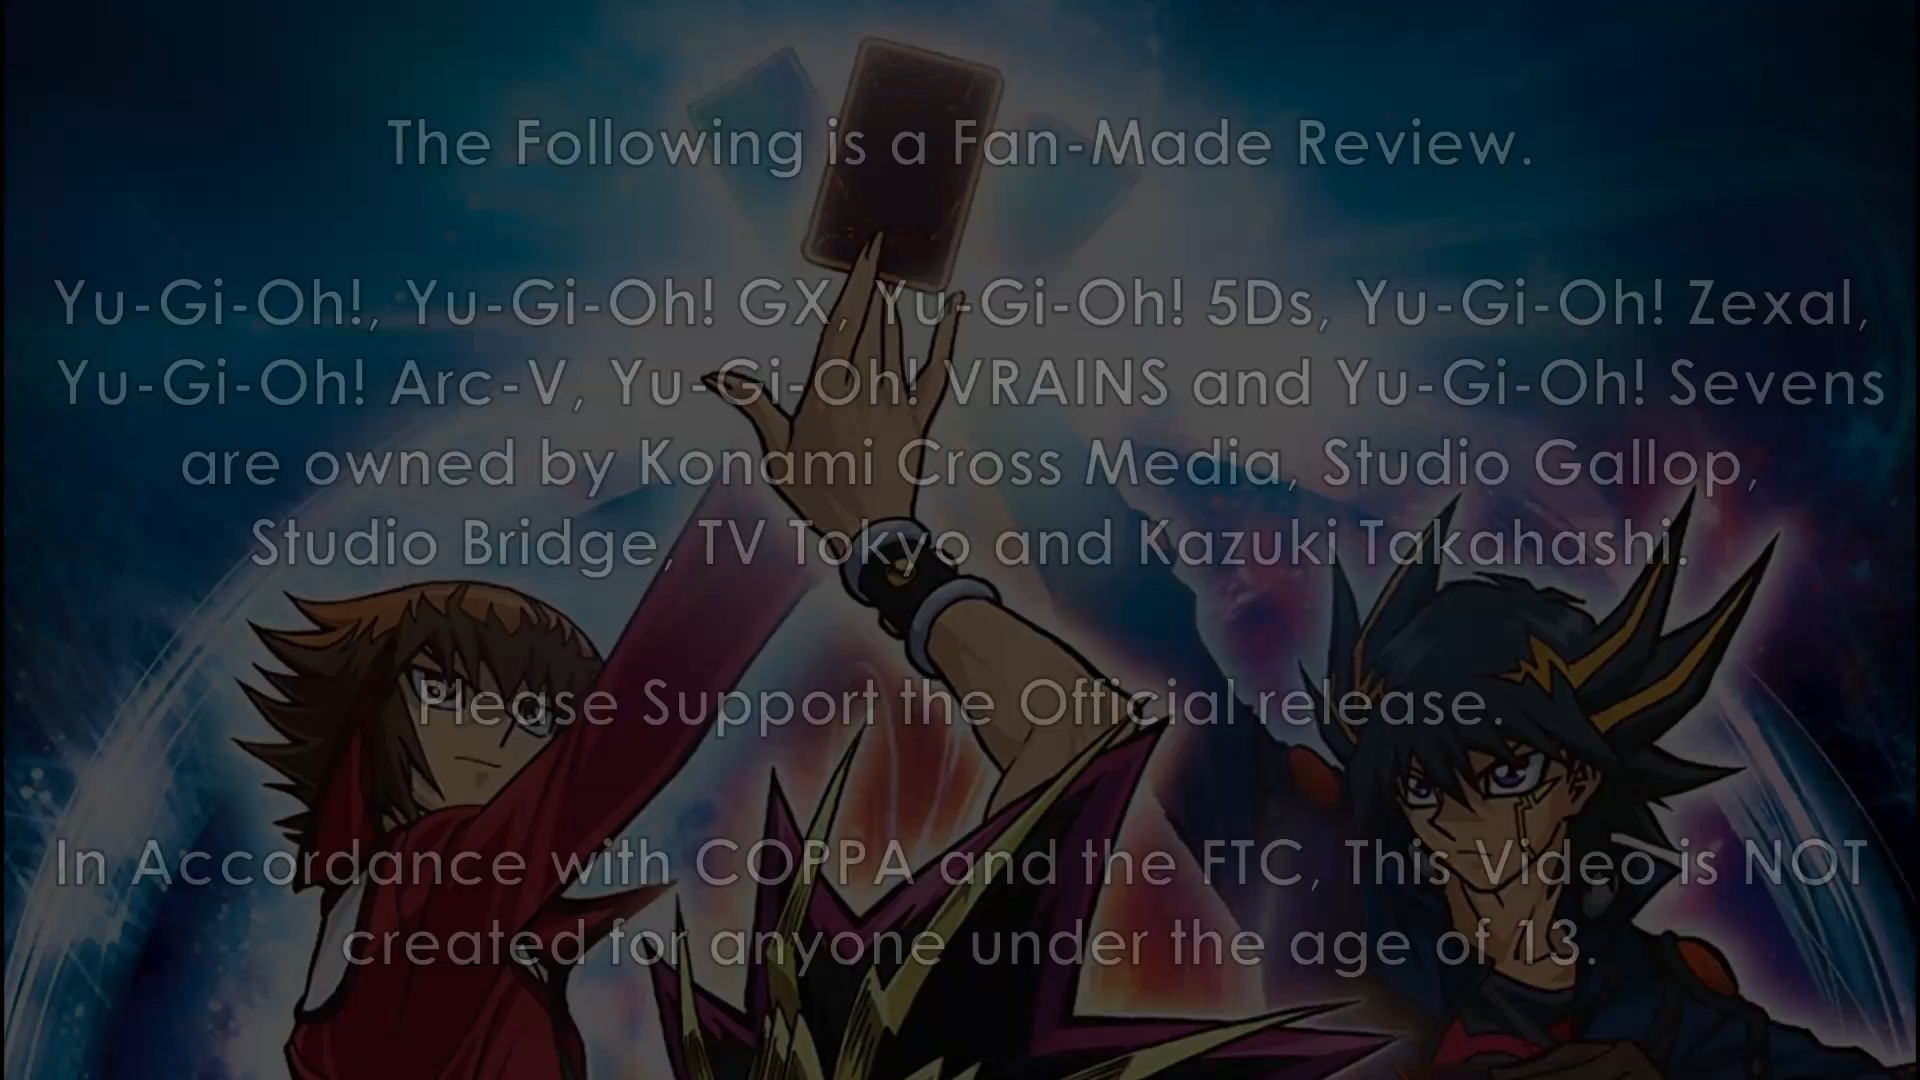 The Following is a Fan-Made Review.
Yu-Gi-Oh!, Yu-Gi-Oh! GX, Yu-Gi-Oh! 5Ds, Yu-Gi-Oh! Zexal,
Yu-Gi-Oh! Arc-V, Yu-Gi-Oh! VRAINS and Yu-Gi-Oh! Sevens
are owned by Konami Cross Media, Studio Gallop,
Studio Bridge, TV Tokyo and Kazuki Takahashi.
Please Support the Official release.
In Accordance with COPPA and the FTC, This Video is NOT
created for anyone under the age of 13.